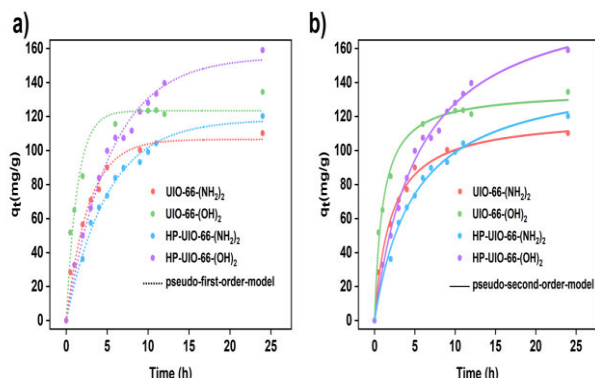 a)
160
140
120
100
80
60
40
20
0
qt(mg/g)
UIO-66-(NH₂)₂
UIO-66-(OH)₂
HP-UIO-66-(NH₂)₂
HP-UIO-66-(OH)₂
pseudo-first-order-model
0 5 10 15 20 25
Time (h)
b)
160
140
120
100
80
60
40
20
0
qt(mg/g)
UIO-66-(NH₂)₂
UIO-66-(OH)₂
HP-UIO-66-(NH₂)₂
HP-UIO-66-(OH)₂
pseudo-second-order-model
0 5 10 15 20 25
Time (h)